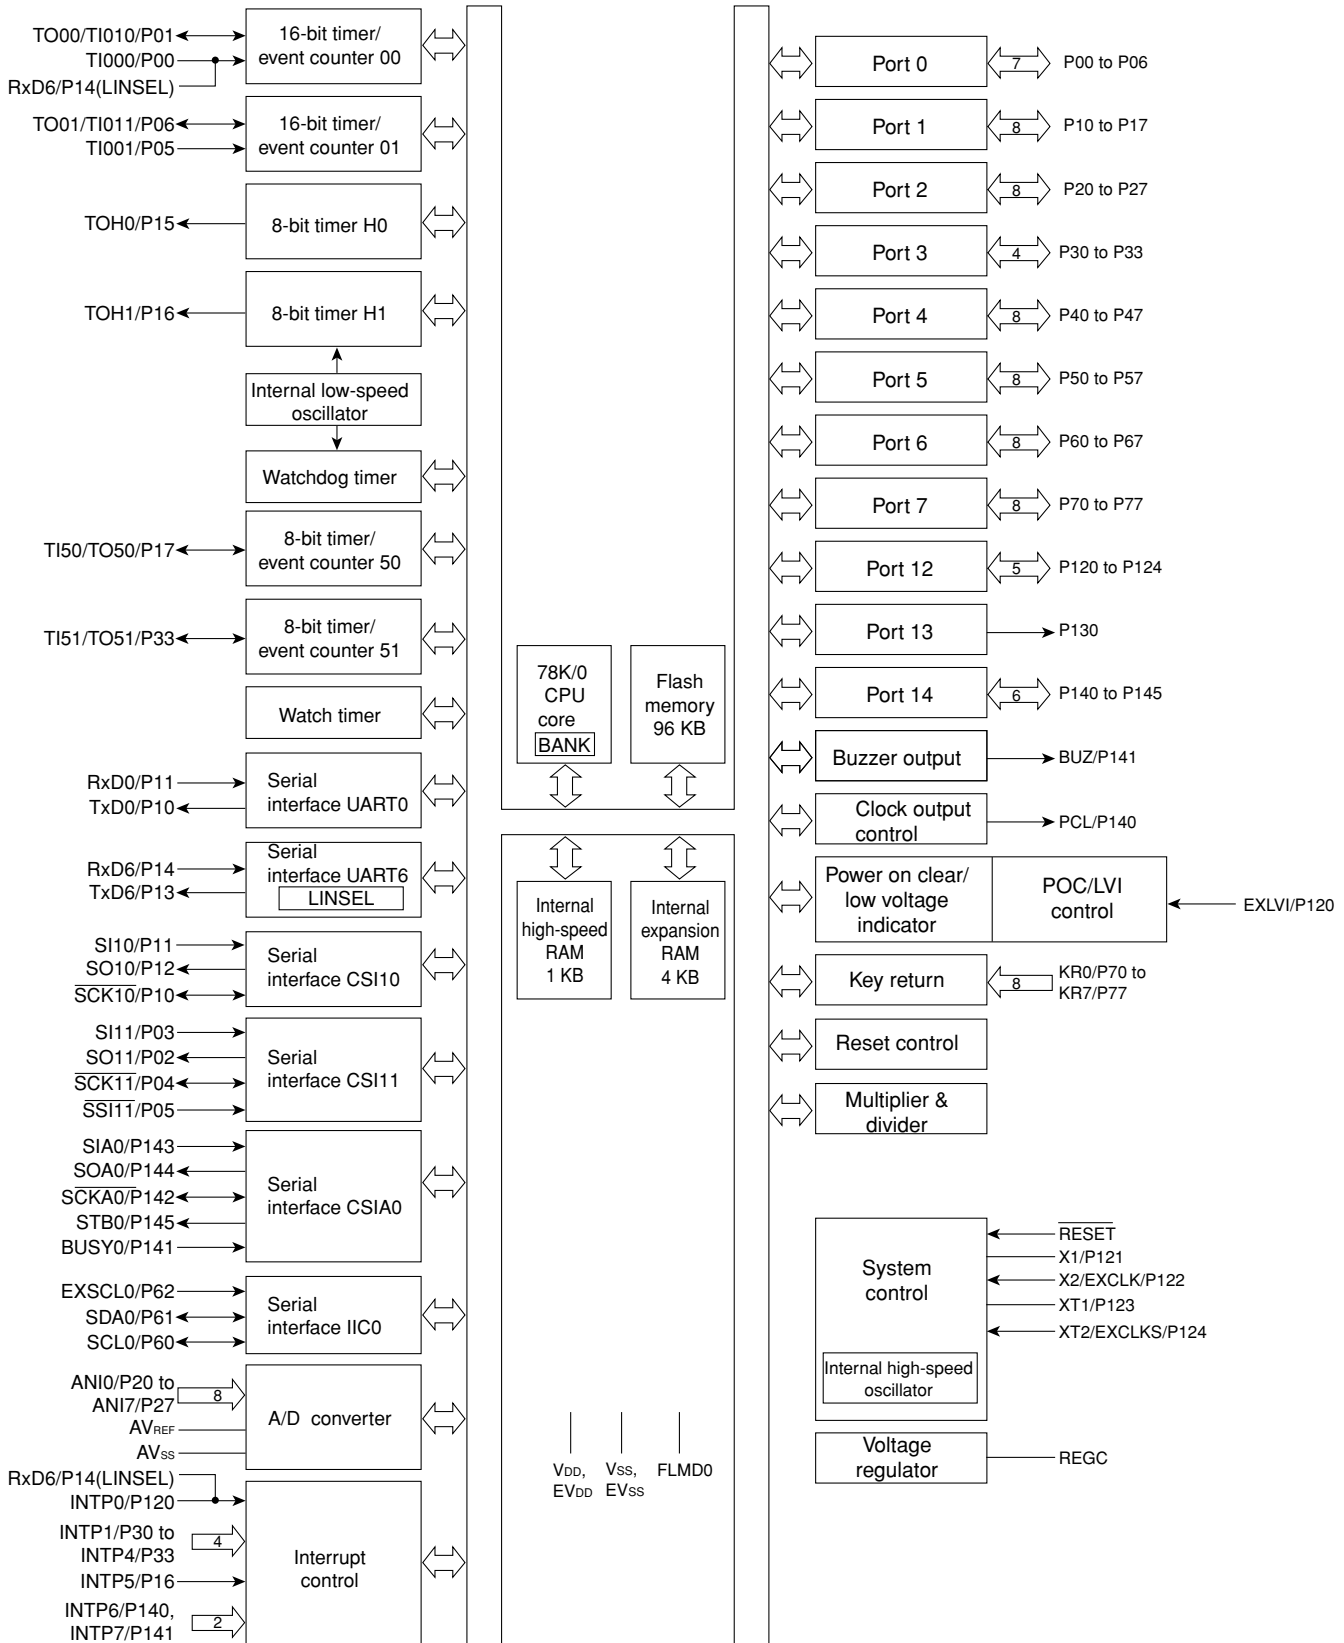 TO00/TI010/P01
TI000/P00
RxD6/P14(LINSEL)
16-bit timer/
event counter 00
TO01/TI011/P06
TI001/P05
16-bit timer/
event counter 01
TOH0/P15
8-bit timer H0
TOH1/P16
8-bit timer H1
Internal low-speed
oscillator
Watchdog timer
TI50/TO50/P17
8-bit timer/
event counter 50
TI51/TO51/P33
8-bit timer/
event counter 51
Watch timer
RxD0/P11
TxD0/P10
Serial
interface UART0
RxD6/P14
TxD6/P13
Serial
interface UART6
LINSEL
SI10/P11
SO10/P12
SCK10/P10
Serial
interface CSI10
SI11/P03
SO11/P02
SCK11/P04
SSI11/P05
Serial
interface CSI11
SIA0/P143
SOA0/P144
SCKA0/P142
STB0/P145
BUSY0/P141
Serial
interface CSIA0
EXSCL0/P62
SDA0/P61
SCL0/P60
Serial
interface IIC0
ANI0/P20 to
ANI7/P27
8
AVREF
AVSS
A/D converter
RxD6/P14(LINSEL)
INTP0/P120
INTP1/P30 to
INTP4/P33
4
INTP5/P16
INTP6/P140,
INTP7/P141
2
Interrupt
control
78K/0
CPU
core
BANK
Flash
memory
96 KB
Internal
high-speed
RAM
1 KB
Internal
expansion
RAM
4 KB
VDD,
EVDD
VSS,
EVSS
FLMD0
Port 0
7
P00 to P06
Port 1
8
P10 to P17
Port 2
8
P20 to P27
Port 3
4
P30 to P33
Port 4
8
P40 to P47
Port 5
8
P50 to P57
Port 6
8
P60 to P67
Port 7
8
P70 to P77
Port 12
5
P120 to P124
Port 13
P130
Port 14
6
P140 to P145
Buzzer output
BUZ/P141
Clock output
control
PCL/P140
Power on clear/
low voltage
indicator
POC/LVI
control
EXLVI/P120
Key return
8
KR0/P70 to
KR7/P77
Reset control
Multiplier &
divider
System
control
Internal high-speed
oscillator
RESET
X1/P121
X2/EXCLK/P122
XT1/P123
XT2/EXCLKS/P124
Voltage
regulator
REGC